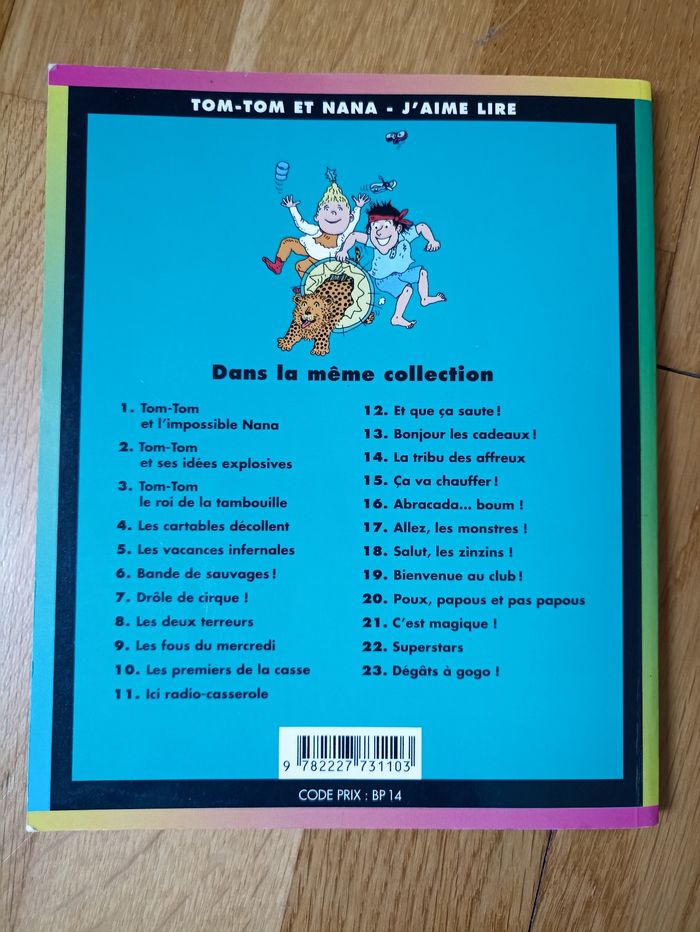 TOM-TOM ET NANA - J'AIME LIRE
Dans la même collection
1. Tom-Tom
et l'impossible Nana
2. Tom-Tom
et ses idées explosives
3. Tom-Tom
le roi de la tambouille
4. Les cartables décollent
5. Les vacances infernales
6. Bande de sauvages !
7. Drôle de cirque !
8. Les deux terreurs
9. Les fous du mercredi
10. Les premiers de la casse
11. Ici radio-casserole
12. Et que ça saute !
13. Bonjour les cadeaux !
14. La tribu des affreux
15. Ça va chauffer !
16. Abracada... boum !
17. Allez, les monstres !
18. Salut, les zinzins !
19. Bienvenue au club !
20. Poux, papous et pas papous
21. C'est magique !
22. Superstars
23. Dégâts à gogo !
9 782227 731103
CODE PRIX : BP 14